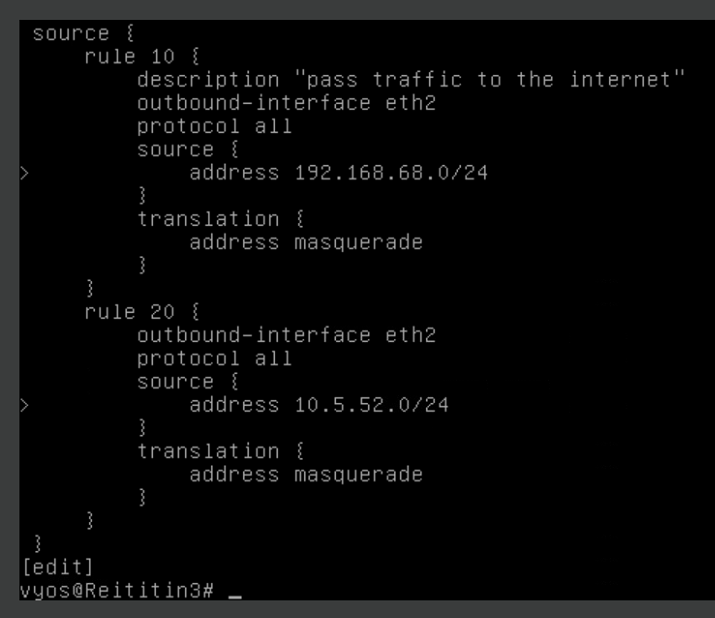 source {
rule 10 {
description "pass traffic to the internet"
outbound-interface eth2
protocol all
source {
> address 192.168.68.0/24
}
translation {
address masquerade
}
}
rule 20 {
outbound-interface eth2
protocol all
source {
> address 10.5.52.0/24
}
translation {
address masquerade
}
}
}
[edit]
vyos@Reititin3# _